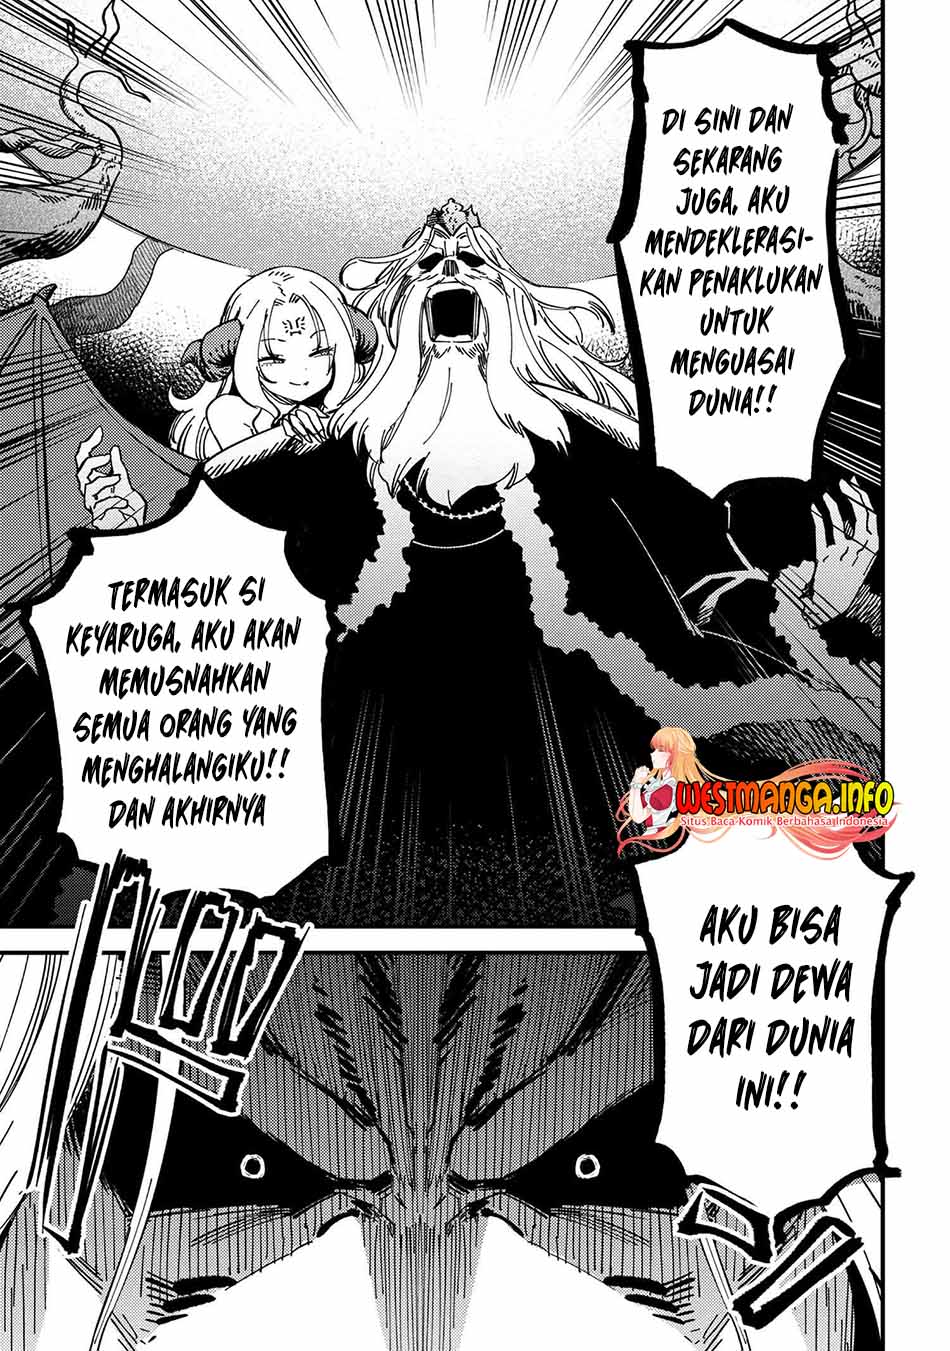 DI SINI DAN
SEKARANG
JUGA, AKU
MENDEKLERASI-
KAN PENAKLUKAN
UNTUK
MENGUASAI
DUNIA!!
TERMASUK SI
KEYARUGA, AKU AKAN
MEMUSNAHKAN
SEMUA ORANG YANG
MENGHALANGIKU!!
DAN AKHIRNYA
WESTMANGA.INFO
Situs Baca Komik Berbahasa Indonesia
AKU BISA
JADI DEWA
DARI DUNIA
INI!!